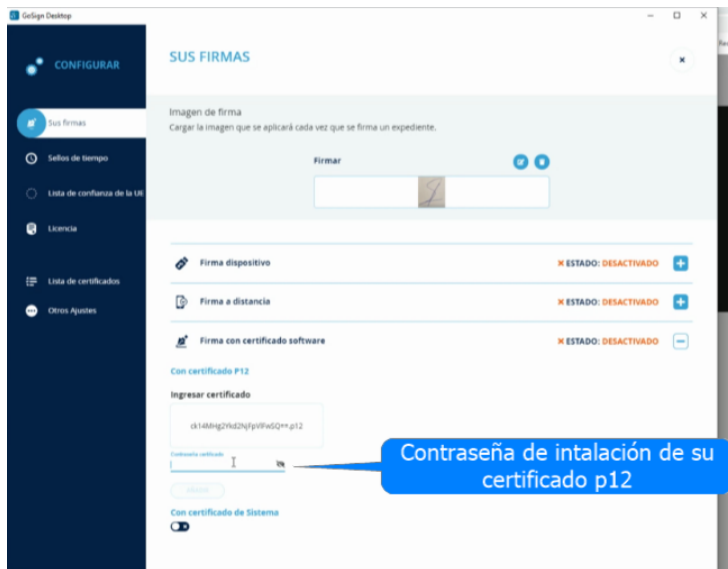 GoSign Desktop
CONFIGURAR
Sus firmas
Sellos de tiempo
Lista de confianza de la UE
Licencia
Lista de certificados
Otros Ajustes
SUS FIRMAS
Imagen de firma
Cargar la imagen que se aplicará cada vez que se firma un expediente.
Firmar
Firma dispositivo
× ESTADO: DESACTIVADO
Firma a distancia
× ESTADO: DESACTIVADO
Firma con certificado software
× ESTADO: DESACTIVADO
Con certificado P12
Ingresar certificado
Contraseña certificado
Contraseña de intalación de su
certificado p12
Con certificado de Sistema